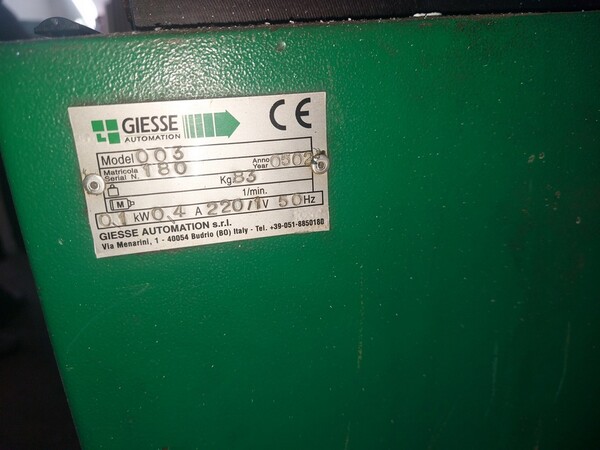 GIESSE
AUTOMATION
CE
Model 003
Matricola
Serial N. 180
Anno
Year 0502
Kg 83
1/min.
M
0.1 kW 0.4 A 220/1 V 50 Hz
GIESSE AUTOMATION s.r.l.
Via Menarini, 1 - 40054 Budrio (BO) Italy - Tel. +39-051-6850180